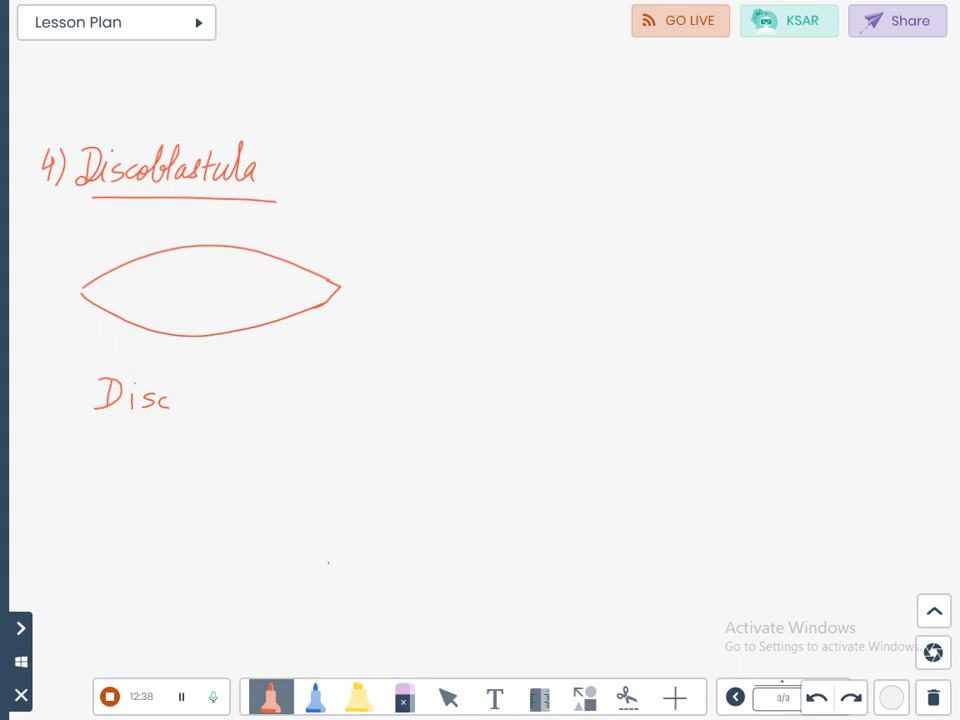 Lesson Plan
GO LIVE
KSAR
Share
4) Discoblastula
Disc
Activate Windows
Go to Settings to activate Windows.
12:38
T
3/3